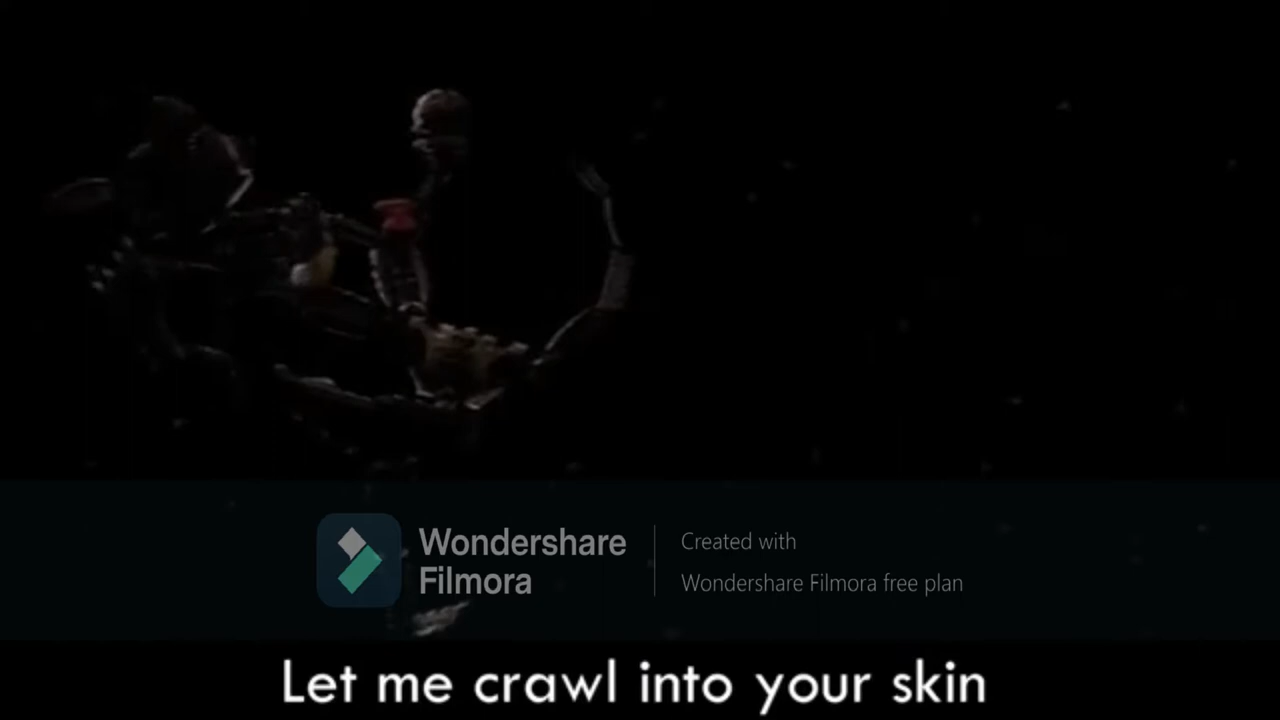 Wondershare
Filmora
Created with
Wondershare Filmora free plan
Let me crawl into your skin